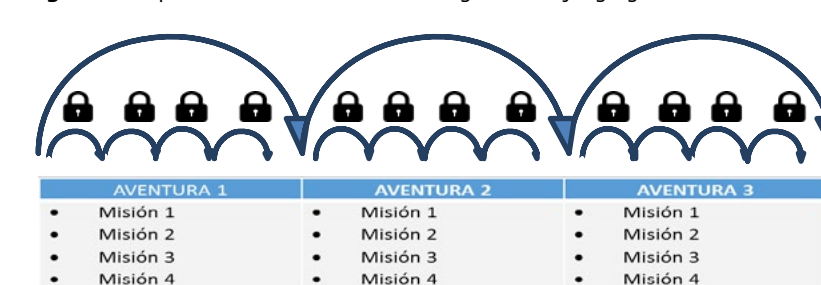 AVENTURA 1 AVENTURA 2 AVENTURA 3
• Misión 1 • Misión 1 • Misión 1
• Misión 2 • Misión 2 • Misión 2
• Misión 3 • Misión 3 • Misión 3
• Misión 4 • Misión 4 • Misión 4